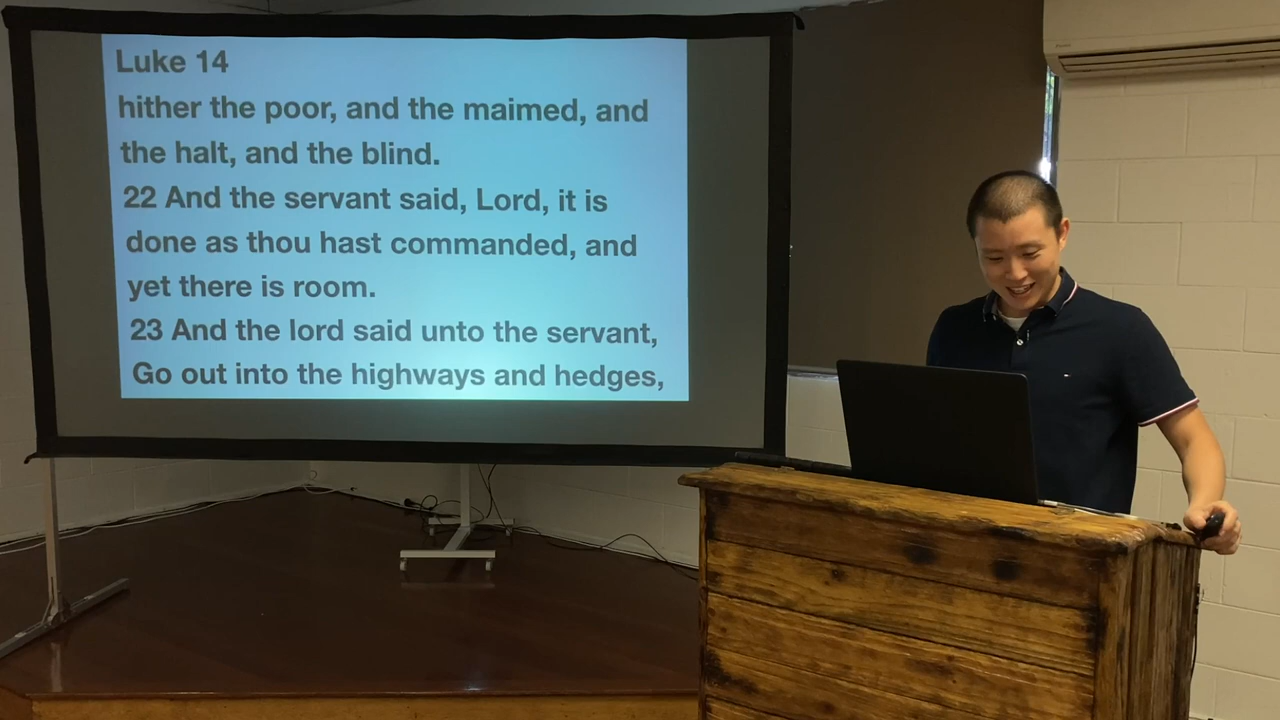 Luke 14
hither the poor, and the maimed, and
the halt, and the blind.
22 And the servant said, Lord, it is
done as thou hast commanded, and
yet there is room.
23 And the lord said unto the servant,
Go out into the highways and hedges,